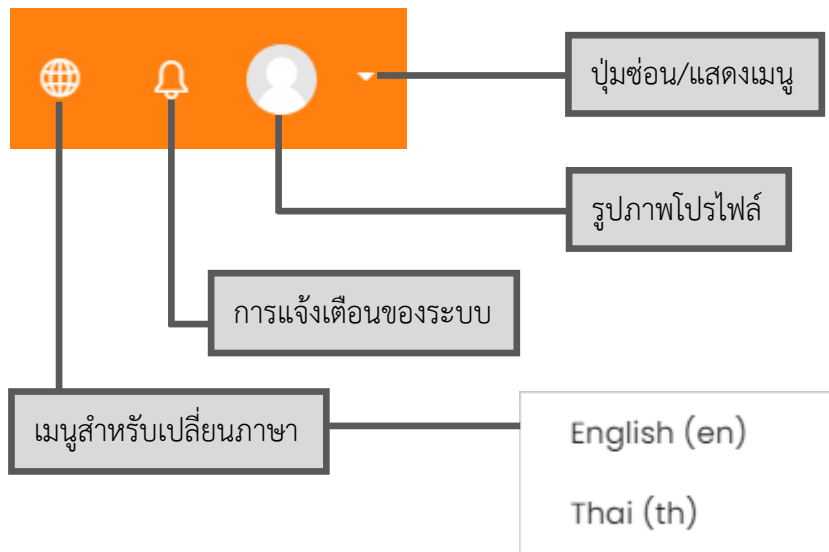 ปุ่มซ่อน/แสดงเมนู
รูปภาพโปรไฟล์
การแจ้งเตือนของระบบ
เมนูสำหรับเปลี่ยนภาษา
English (en)
Thai (th)